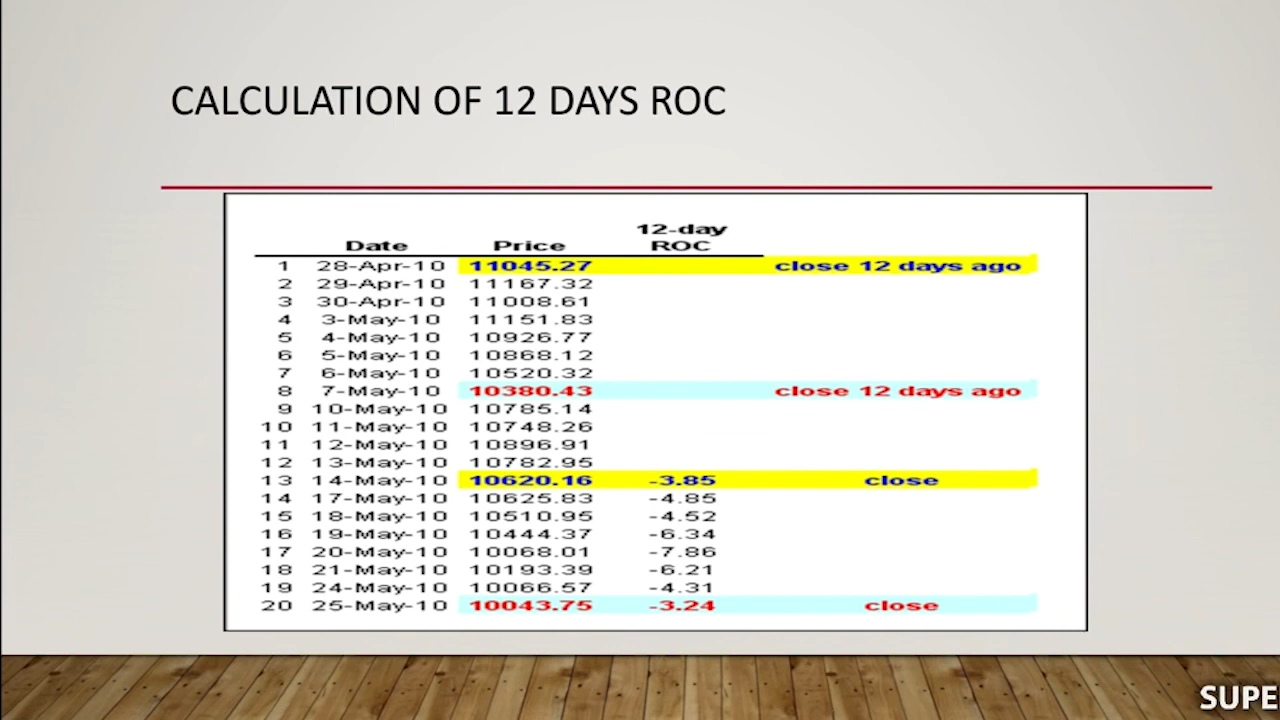 CALCULATION OF 12 DAYS ROC
12-day
Date Price ROC
1 28-Apr-10 11045.27 close 12 days ago
2 29-Apr-10 11167.32
3 30-Apr-10 11008.61
4 3-May-10 11151.83
5 4-May-10 10926.77
6 5-May-10 10868.12
7 6-May-10 10520.32
8 7-May-10 10380.43 close 12 days ago
9 10-May-10 10785.14
10 11-May-10 10748.26
11 12-May-10 10896.91
12 13-May-10 10782.95
13 14-May-10 10620.16 -3.85 close
14 17-May-10 10625.83 -4.85
15 18-May-10 10510.95 -4.52
16 19-May-10 10444.37 -6.34
17 20-May-10 10068.01 -7.86
18 21-May-10 10193.39 -6.21
19 24-May-10 10066.57 -4.31
20 25-May-10 10043.75 -3.24 close
SUPE